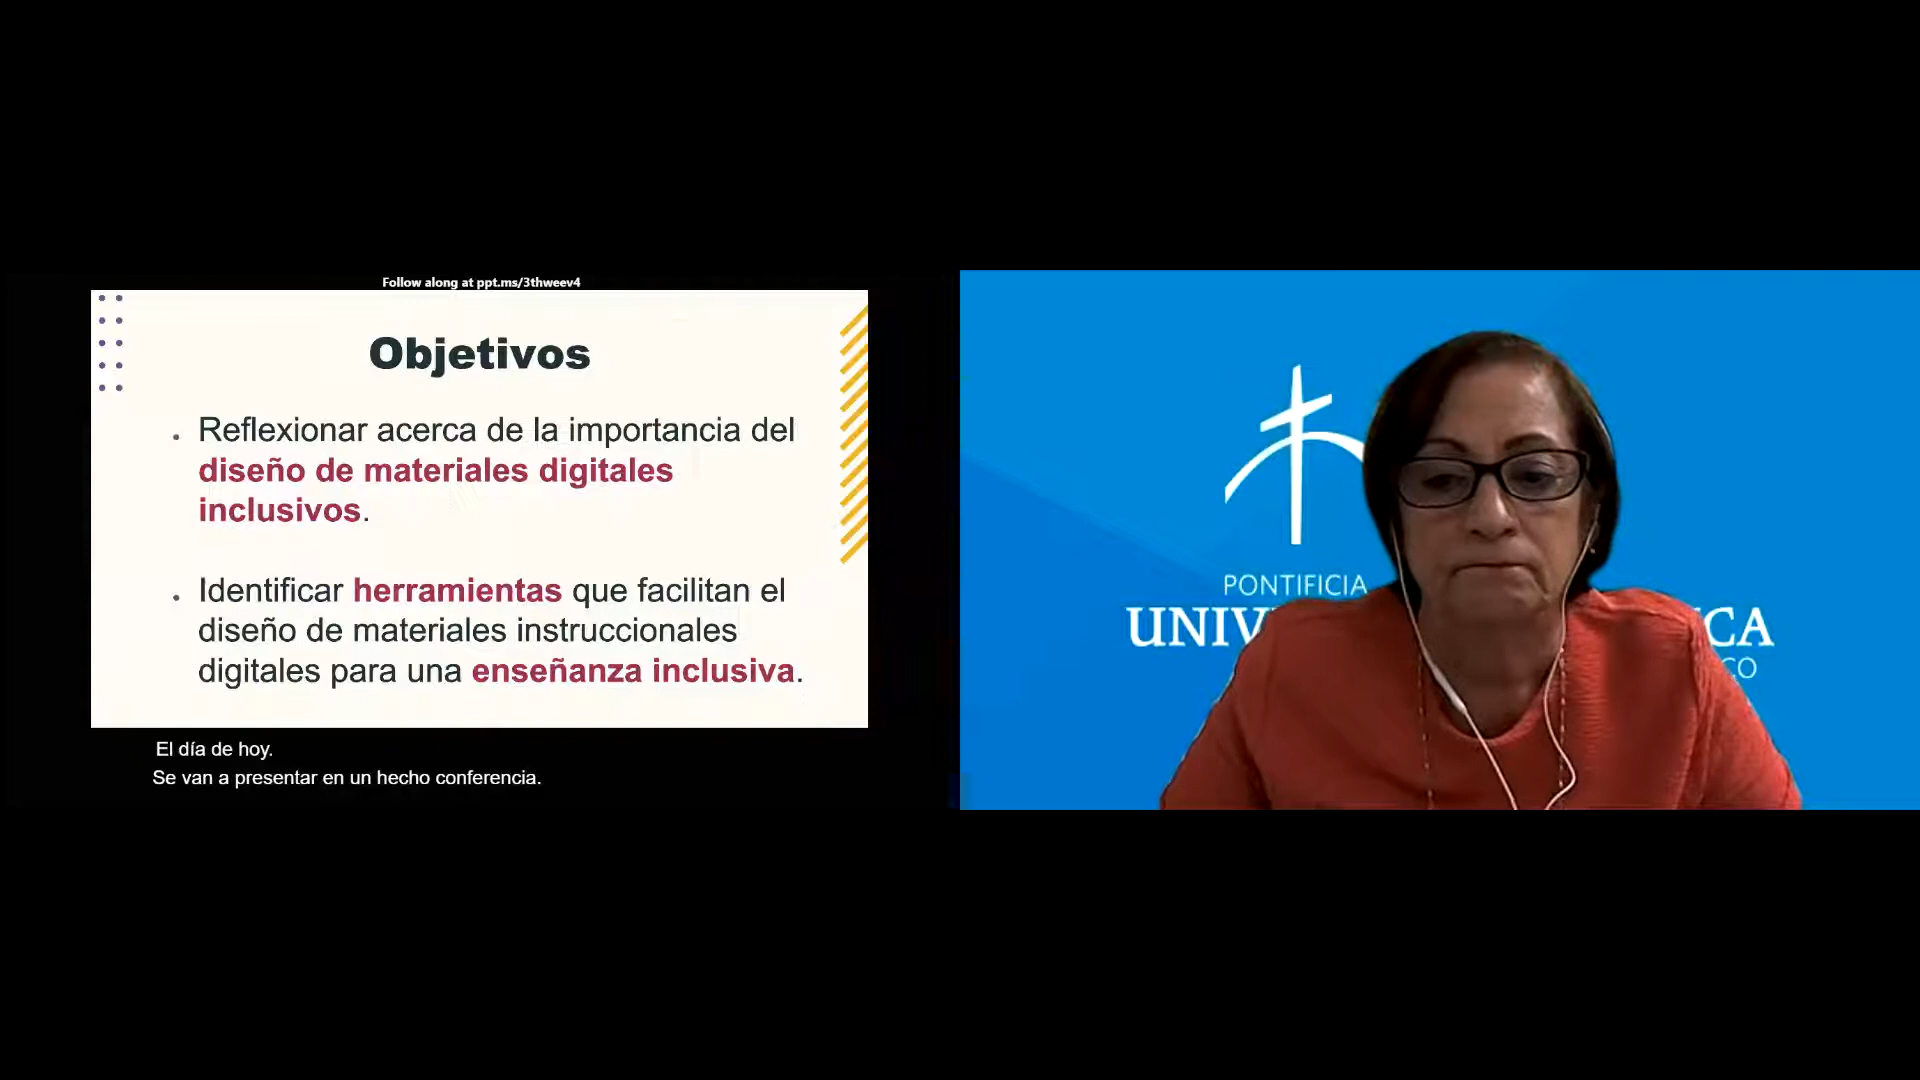 Follow along at ppt.ms/3thweev4
Objetivos
• Reflexionar acerca de la importancia del
diseño de materiales digitales
inclusivos.
• Identificar herramientas que facilitan el
diseño de materiales instruccionales
digitales para una enseñanza inclusiva.
El día de hoy.
Se van a presentar en un hecho conferencia.
PONTIFICIA
UNIV CA
CO